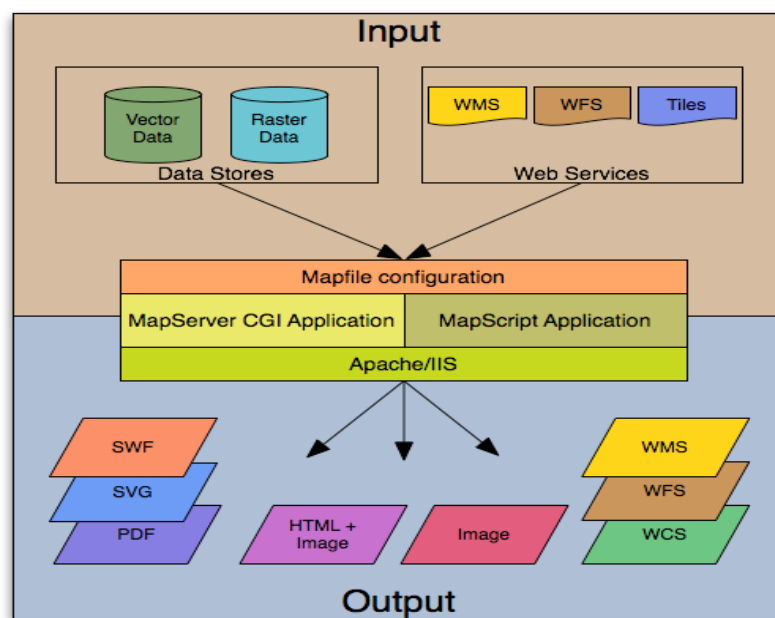 Input
Vector
Data
Raster
Data
Data Stores
WMS
WFS
Tiles
Web Services
Mapfile configuration
MapServer CGI Application
MapScript Application
Apache/IIS
SWF
SVG
PDF
HTML +
Image
Image
WMS
WFS
WCS
Output